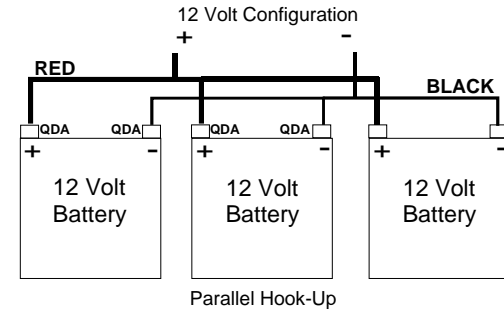 12 Volt Configuration
+ -
RED
BLACK
QDA QDA QDA QDA
+ - + - + -
12 Volt 12 Volt 12 Volt
Battery Battery Battery
Parallel Hook-Up